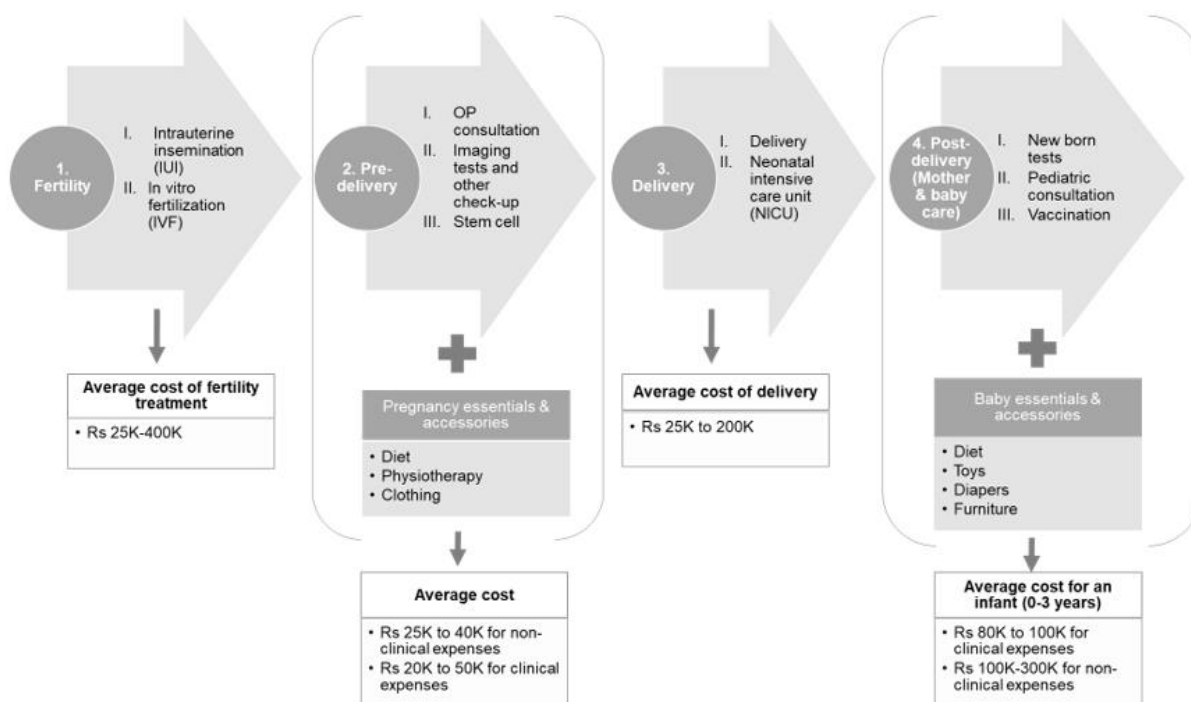 1.
Fertility
I. Intrauterine
insemination
(IUI)
II. In vitro
fertilization
(IVF)
Average cost of fertility
treatment
• Rs 25K-400K
2. Pre-
delivery
I. OP
consultation
II. Imaging
tests and
other
check-up
III. Stem cell
Pregnancy essentials &
accessories
• Diet
• Physiotherapy
• Clothing
Average cost
• Rs 25K to 40K for non-
clinical expenses
• Rs 20K to 50K for clinical
expenses
3.
Delivery
I. Delivery
II. Neonatal
intensive
care unit
(NICU)
Average cost of delivery
• Rs 25K to 200K
4. Post-
delivery
(Mother
& baby
care)
I. New born
tests
II. Pediatric
consultation
III. Vaccination
Baby essentials &
accessories
• Diet
• Toys
• Diapers
• Furniture
Average cost for an
infant (0-3 years)
• Rs 80K to 100K for
clinical expenses
• Rs 100K-300K for non-
clinical expenses